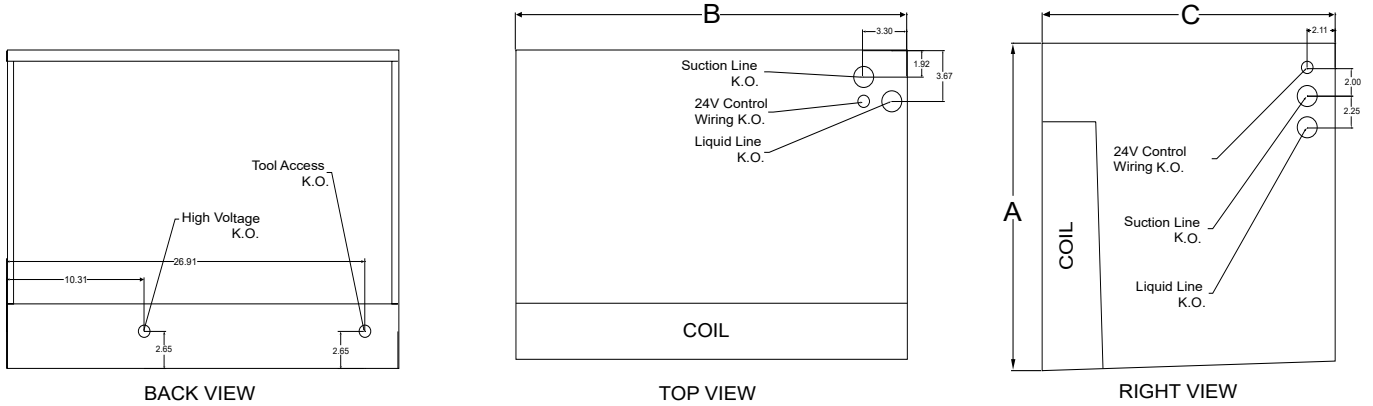 Tool Access
K.O.
High Voltage
K.O.
26.91
10.31
2.65
2.65
BACK VIEW
B
3.30
1.92
3.67
Suction Line
K.O.
24V Control
Wiring K.O.
Liquid Line
K.O.
COIL
TOP VIEW
C
2.11
2.00
2.25
24V Control
Wiring K.O.
A
COIL
Suction Line
K.O.
Liquid Line
K.O.
RIGHT VIEW